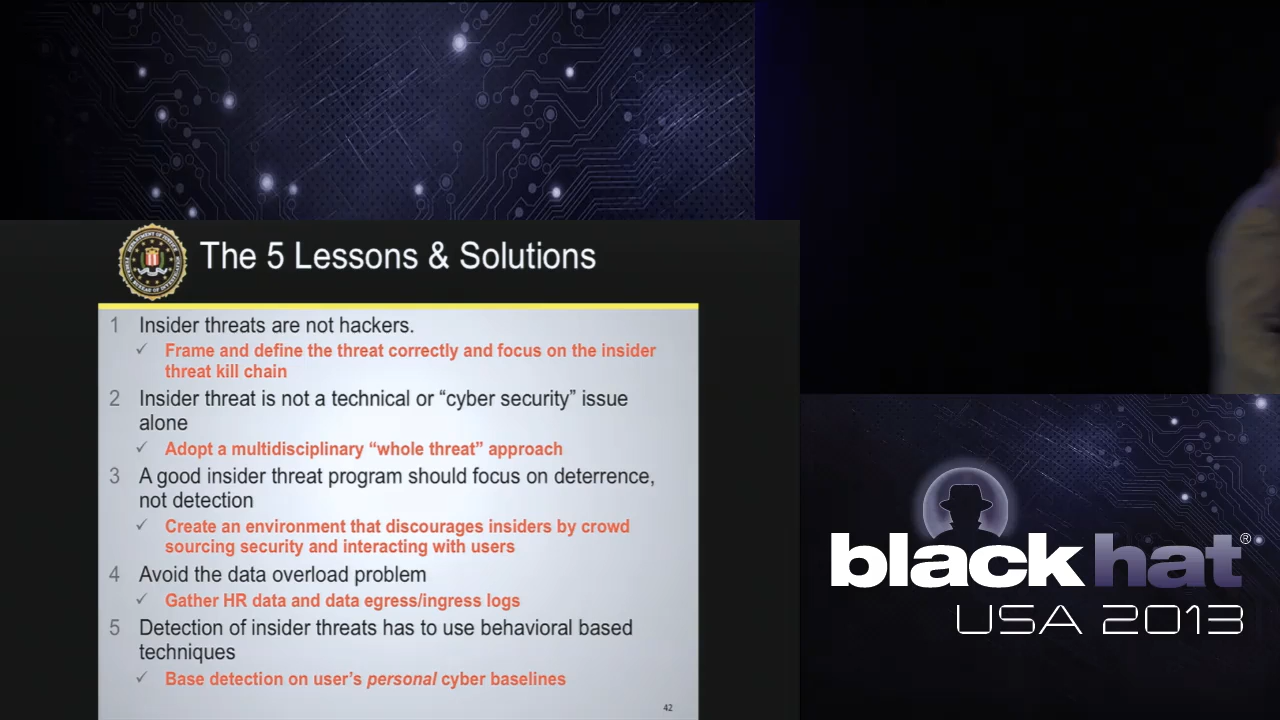 The 5 Lessons & Solutions
1 Insider threats are not hackers.
✓ Frame and define the threat correctly and focus on the insider
threat kill chain
2 Insider threat is not a technical or “cyber security” issue
alone
✓ Adopt a multidisciplinary “whole threat” approach
3 A good insider threat program should focus on deterrence,
not detection
✓ Create an environment that discourages insiders by crowd
sourcing security and interacting with users
4 Avoid the data overload problem
✓ Gather HR data and data egress/ingress logs
5 Detection of insider threats has to use behavioral based
techniques
✓ Base detection on user’s personal cyber baselines
42
black hat®
USA 2013